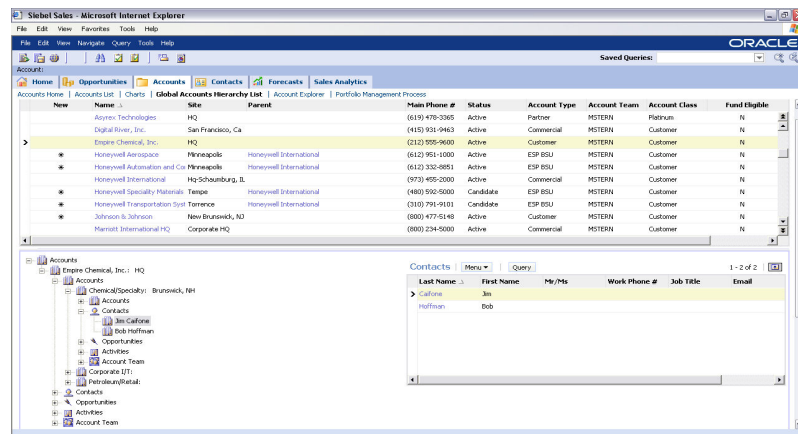 Siebel Sales - Microsoft Internet Explorer
File Edit View Favorites Tools Help
File Edit View Navigate Query Tools Help ORACLE
Saved Queries:
Account:
Home Opportunities Accounts Contacts Forecasts Sales Analytics
Accounts Home | Accounts List | Charts | Global Accounts Hierarchy List | Account Explorer | Portfolio Management Process
New Name Site Parent Main Phone # Status Account Type Account Team Account Class Fund Eligible
Asyrex Technologies HQ (619) 478-3365 Active Partner MSTERN Platinum N
Digital River, Inc. San Francisco, Ca (415) 931-9463 Active Commercial MSTERN Customer N
Empire Chemical, Inc. HQ (212) 555-9600 Active Customer MSTERN Customer N
* Honeywell Aerospace Minneapolis Honeywell International (612) 951-1000 Active ESP BSU MSTERN Customer N
* Honeywell Automation and Cor Minneapolis Honeywell International (612) 332-8851 Active ESP BSU MSTERN Customer N
Honeywell International Hq-Schaumburg, IL (973) 455-2000 Active Commercial MSTERN Customer N
* Honeywell Speciality Materials Tempe Honeywell International (480) 592-5000 Candidate ESP BSU MSTERN Customer N
* Honeywell Transportation Syst Torrence Honeywell International (310) 791-9101 Candidate ESP BSU MSTERN Customer N
* Johnson & Johnson New Brunswick, NJ (800) 477-5148 Active Customer MSTERN Customer N
Marriott International HQ Corporate HQ (800) 234-5000 Active Commercial MSTERN Customer N
Accounts
Empire Chemical, Inc.: HQ
Accounts
Chemical/Specialty: Brunswick, NH
Accounts
Contacts
Jim Caifone
Bob Hoffman
Opportunities
Activities
Account Team
Corporate I/T:
Petroleum/Retail:
Contacts
Opportunities
Activities
Account Team
Contacts Menu Query 1 - 2 of 2
Last Name First Name Mr/Ms Work Phone # Job Title Email
Caifone Jim
Hoffman Bob